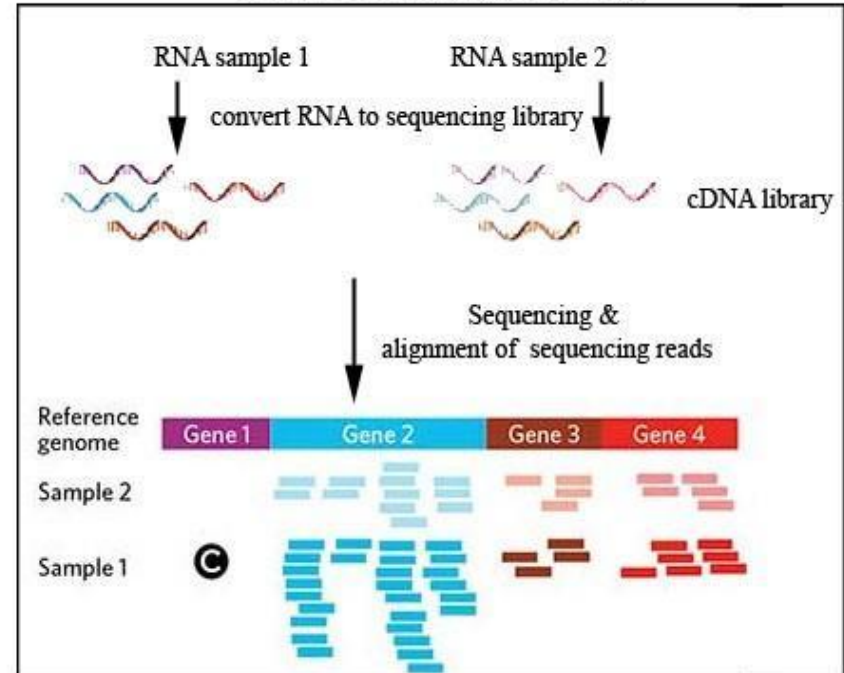 RNA sample 1 RNA sample 2
convert RNA to sequencing library
cDNA library
Sequencing &
alignment of sequencing reads
Reference
genome
Gene 1 Gene 2 Gene 3 Gene 4
Sample 2
Sample 1 C